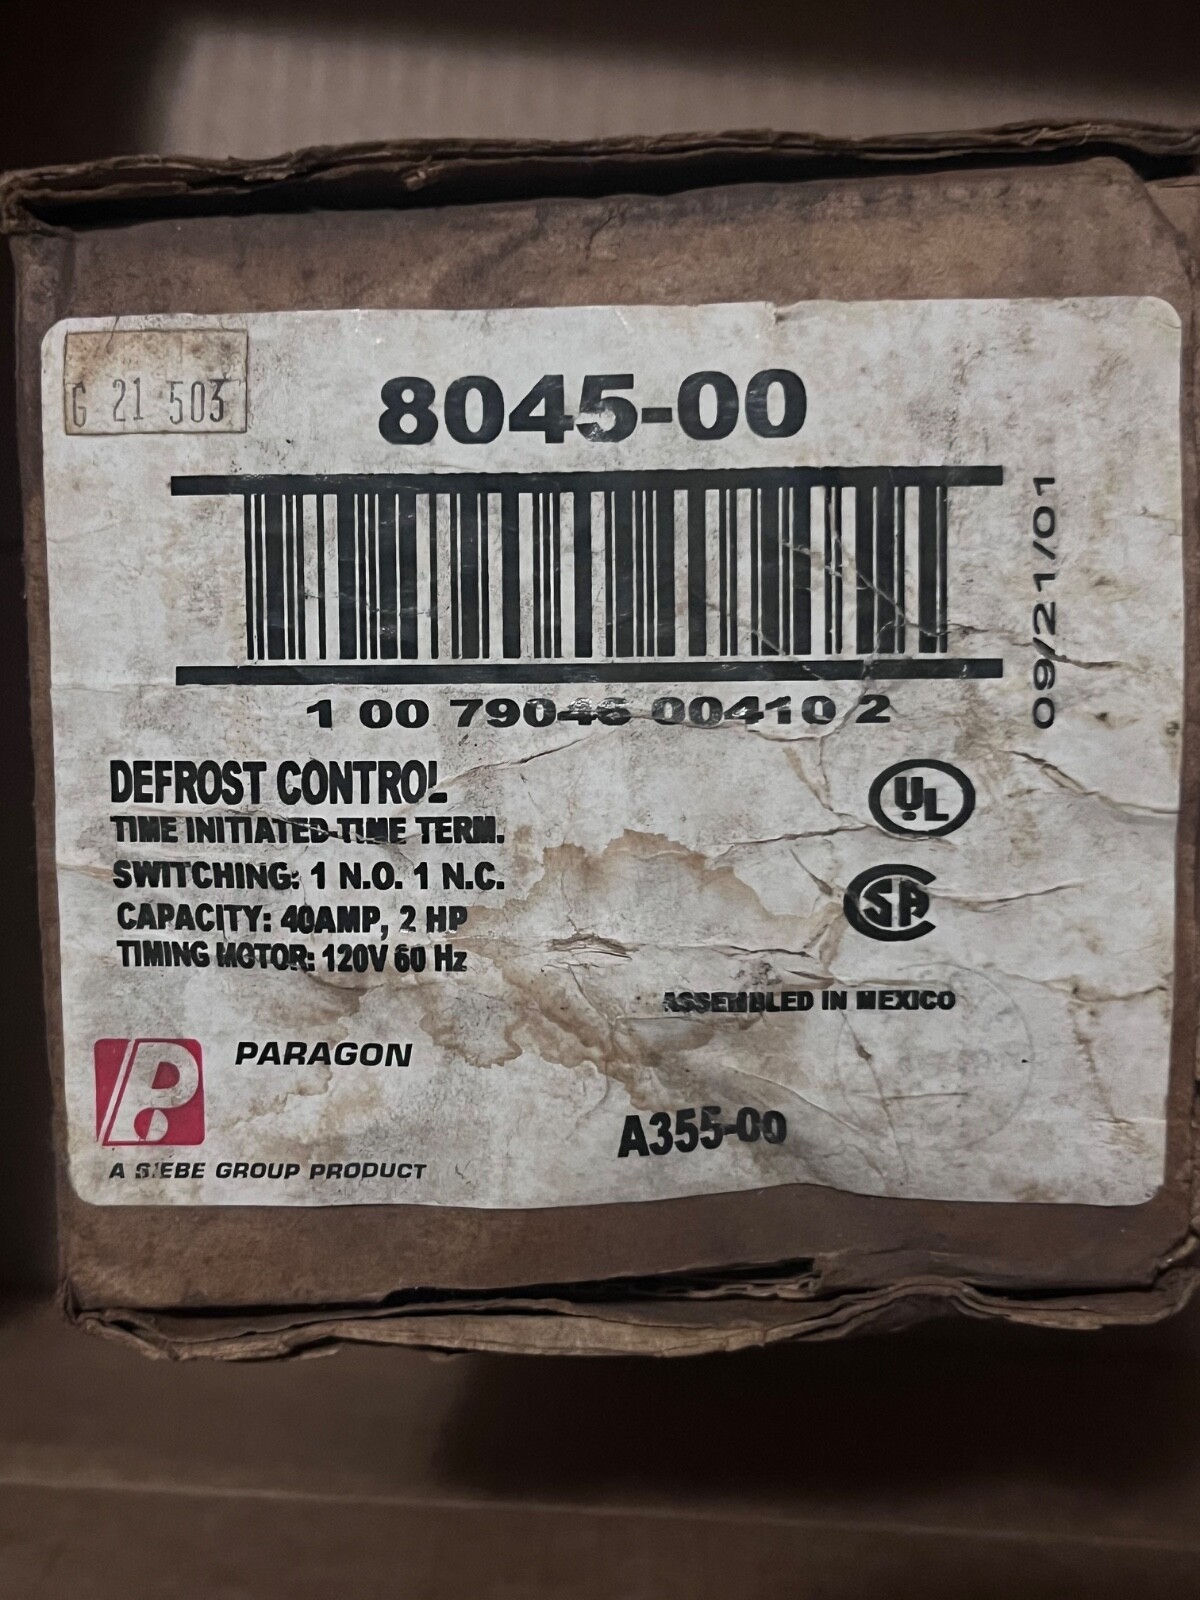 G 21 503
8045-00
09/21/01
1 00 79046 00410 2
DEFROST CONTROL
TIME INITIATED-TIME TERM.
SWITCHING: 1 N.O. 1 N.C.
CAPACITY: 40AMP, 2 HP
TIMING MOTOR: 120V 60 Hz
UL
CSA
ASSEMBLED IN MEXICO
P PARAGON
A355-00
A SIEBE GROUP PRODUCT